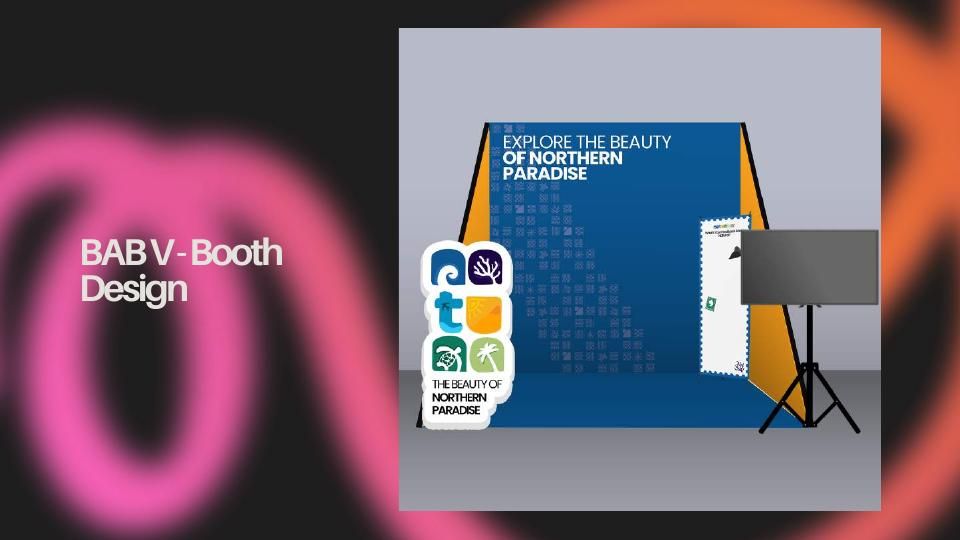 BAB V - Booth
Design
EXPLORE THE BEAUTY
OF NORTHERN
PARADISE
THE BEAUTY OF
NORTHERN
PARADISE